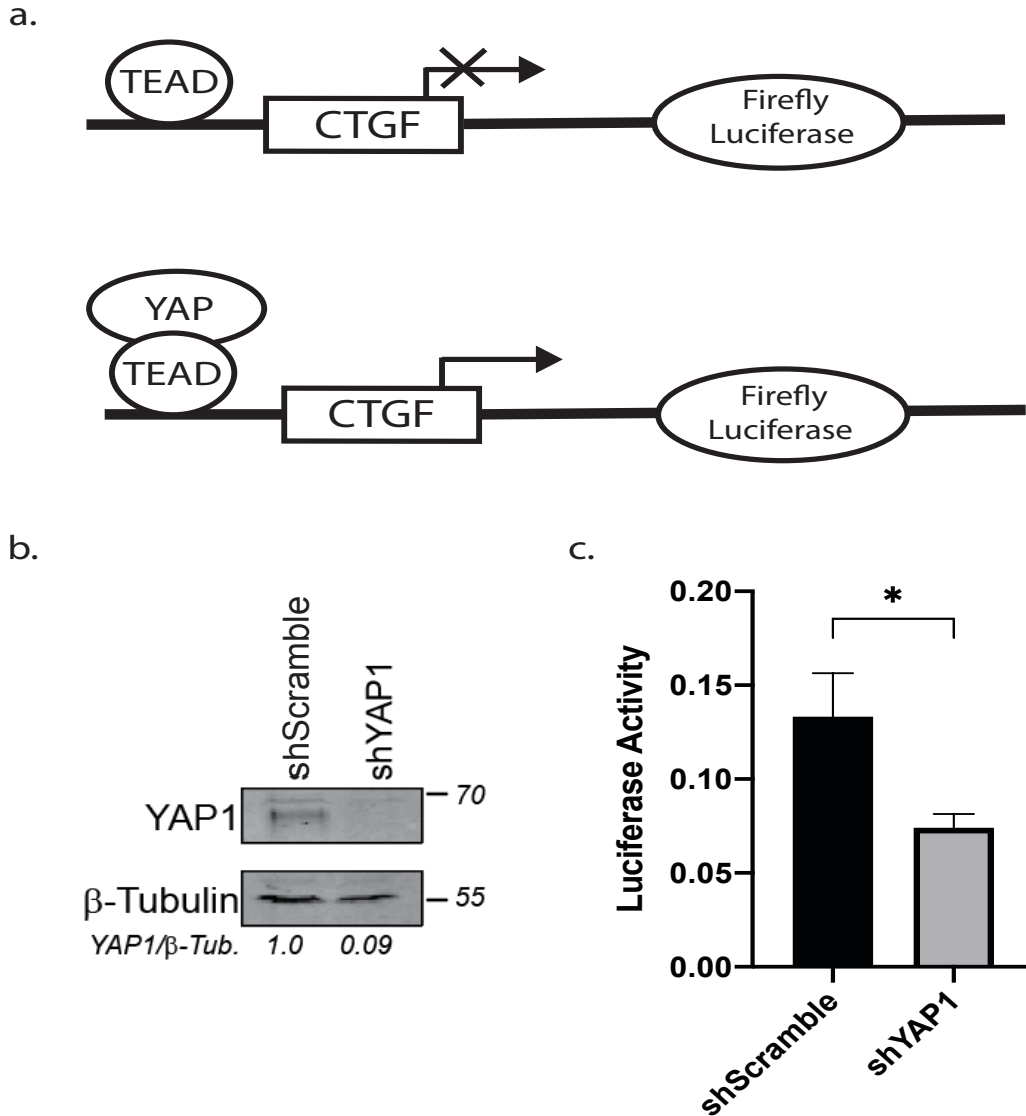 a.
TEAD
CTGF
Firefly
Luciferase
YAP
TEAD
CTGF
Firefly
Luciferase
b.
shScramble
shYAP1
YAP1
70
β-Tubulin
55
YAP1/β-Tub. 1.0 0.09
c.
Luciferase Activity
0.20
0.15
0.10
0.05
0.00
*
shScramble
shYAP1